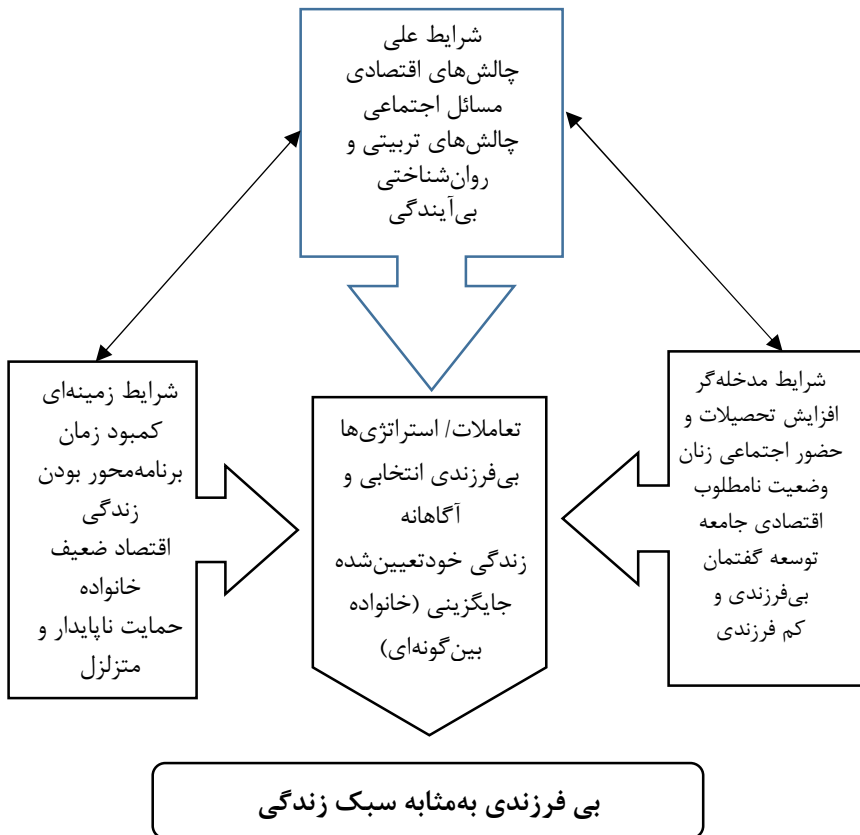 شرایط علی
چالش‌های اقتصادی
مسائل اجتماعی
چالش‌های تربیتی و
روان‌شناختی
بی‌آیندگی
شرایط مدخله‌گر
افزایش تحصیلات و
حضور اجتماعی زنان
وضعیت نامطلوب
اقتصادی جامعه
توسعه گفتمان
بی‌فرزندی و
کم فرزندی
تعاملات/ استراتژی‌ها
بی‌فرزندی انتخابی و
آگاهانه
زندگی خودتعیین‌شده
جایگزینی (خانواده
بین‌گونه‌ای)
شرایط زمینه‌ای
کمبود زمان
برنامه‌محور بودن
زندگی
اقتصاد ضعیف
خانواده
حمایت ناپایدار و
متزلزل
بی فرزندی به‌مثابه سبک زندگی